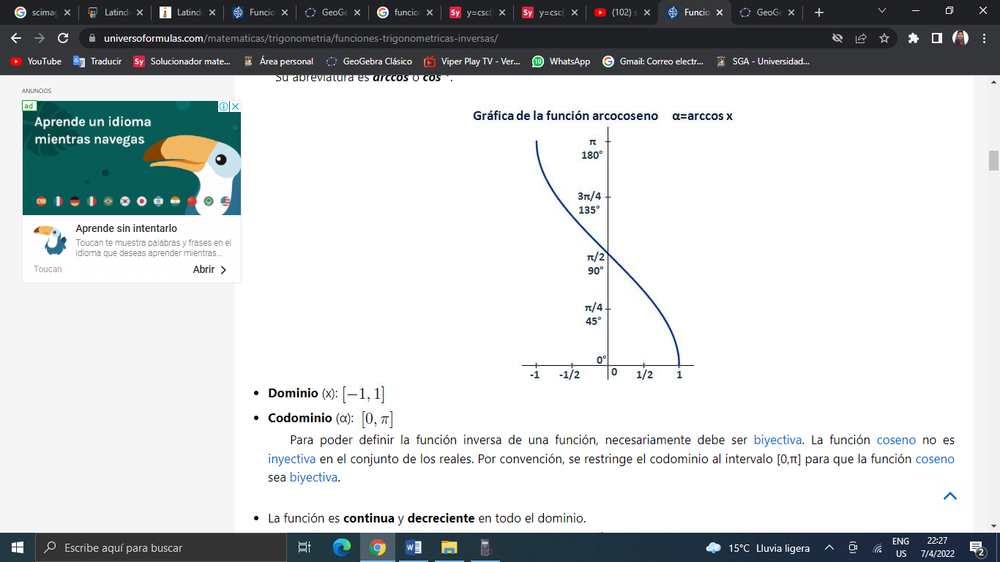 scimag
Latinde
Latinde
Funcio
GeoGe
funcio
y=csc(
y=csc(
(102) s
Funcio
GeoGe
universoformulas.com/matematicas/trigonometria/funciones-trigonometricas-inversas/
YouTube
Traducir
Solucionador mate...
Área personal
GeoGebra Clásico
Viper Play TV - Ver...
WhatsApp
Gmail: Correo electr...
SGA - Universidad...
Su abreviatura es arccos o cos⁻¹.
ANUNCIOS
ad
Aprende un idioma
mientras navegas
Aprende sin intentarlo
Toucan te muestra palabras y frases en el
idioma que deseas aprender mientras...
Toucan
Abrir
Gráfica de la función arcocoseno α=arccos x
π
180°
3π/4
135°
π/2
90°
π/4
45°
0°
-1 -1/2 0 1/2 1
Dominio (x): [−1, 1]
Codominio (α): [0, π]
Para poder definir la función inversa de una función, necesariamente debe ser biyectiva. La función coseno no es
inyectiva en el conjunto de los reales. Por convención, se restringe el codominio al intervalo [0,π] para que la función coseno
sea biyectiva.
La función es continua y decreciente en todo el dominio.
Escribe aquí para buscar
15°C Lluvia ligera
ENG
US
22:27
7/4/2022
2